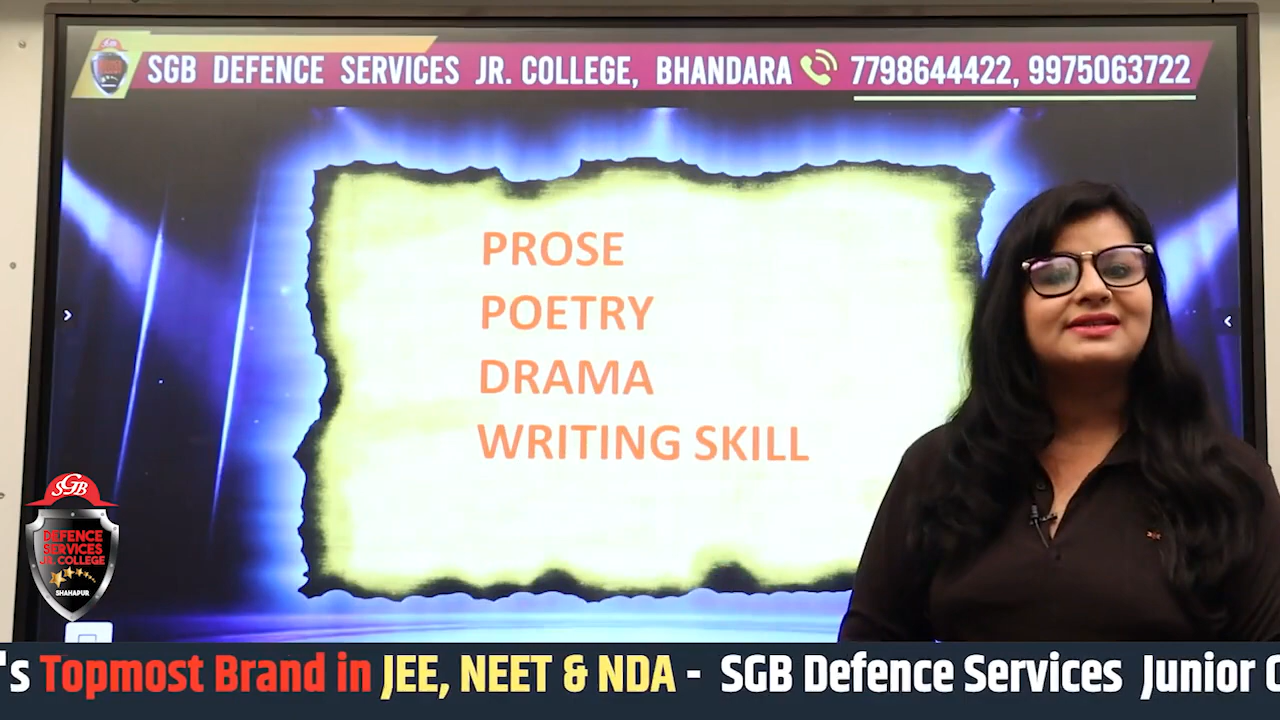 SGB DEFENCE SERVICES JR. COLLEGE, BHANDARA 7798644422, 9975063722
PROSE
POETRY
DRAMA
WRITING SKILL
SGB
DEFENCE
SERVICES
JR. COLLEGE
SHAHAPUR
's Topmost Brand in JEE, NEET & NDA - SGB Defence Services Junior C